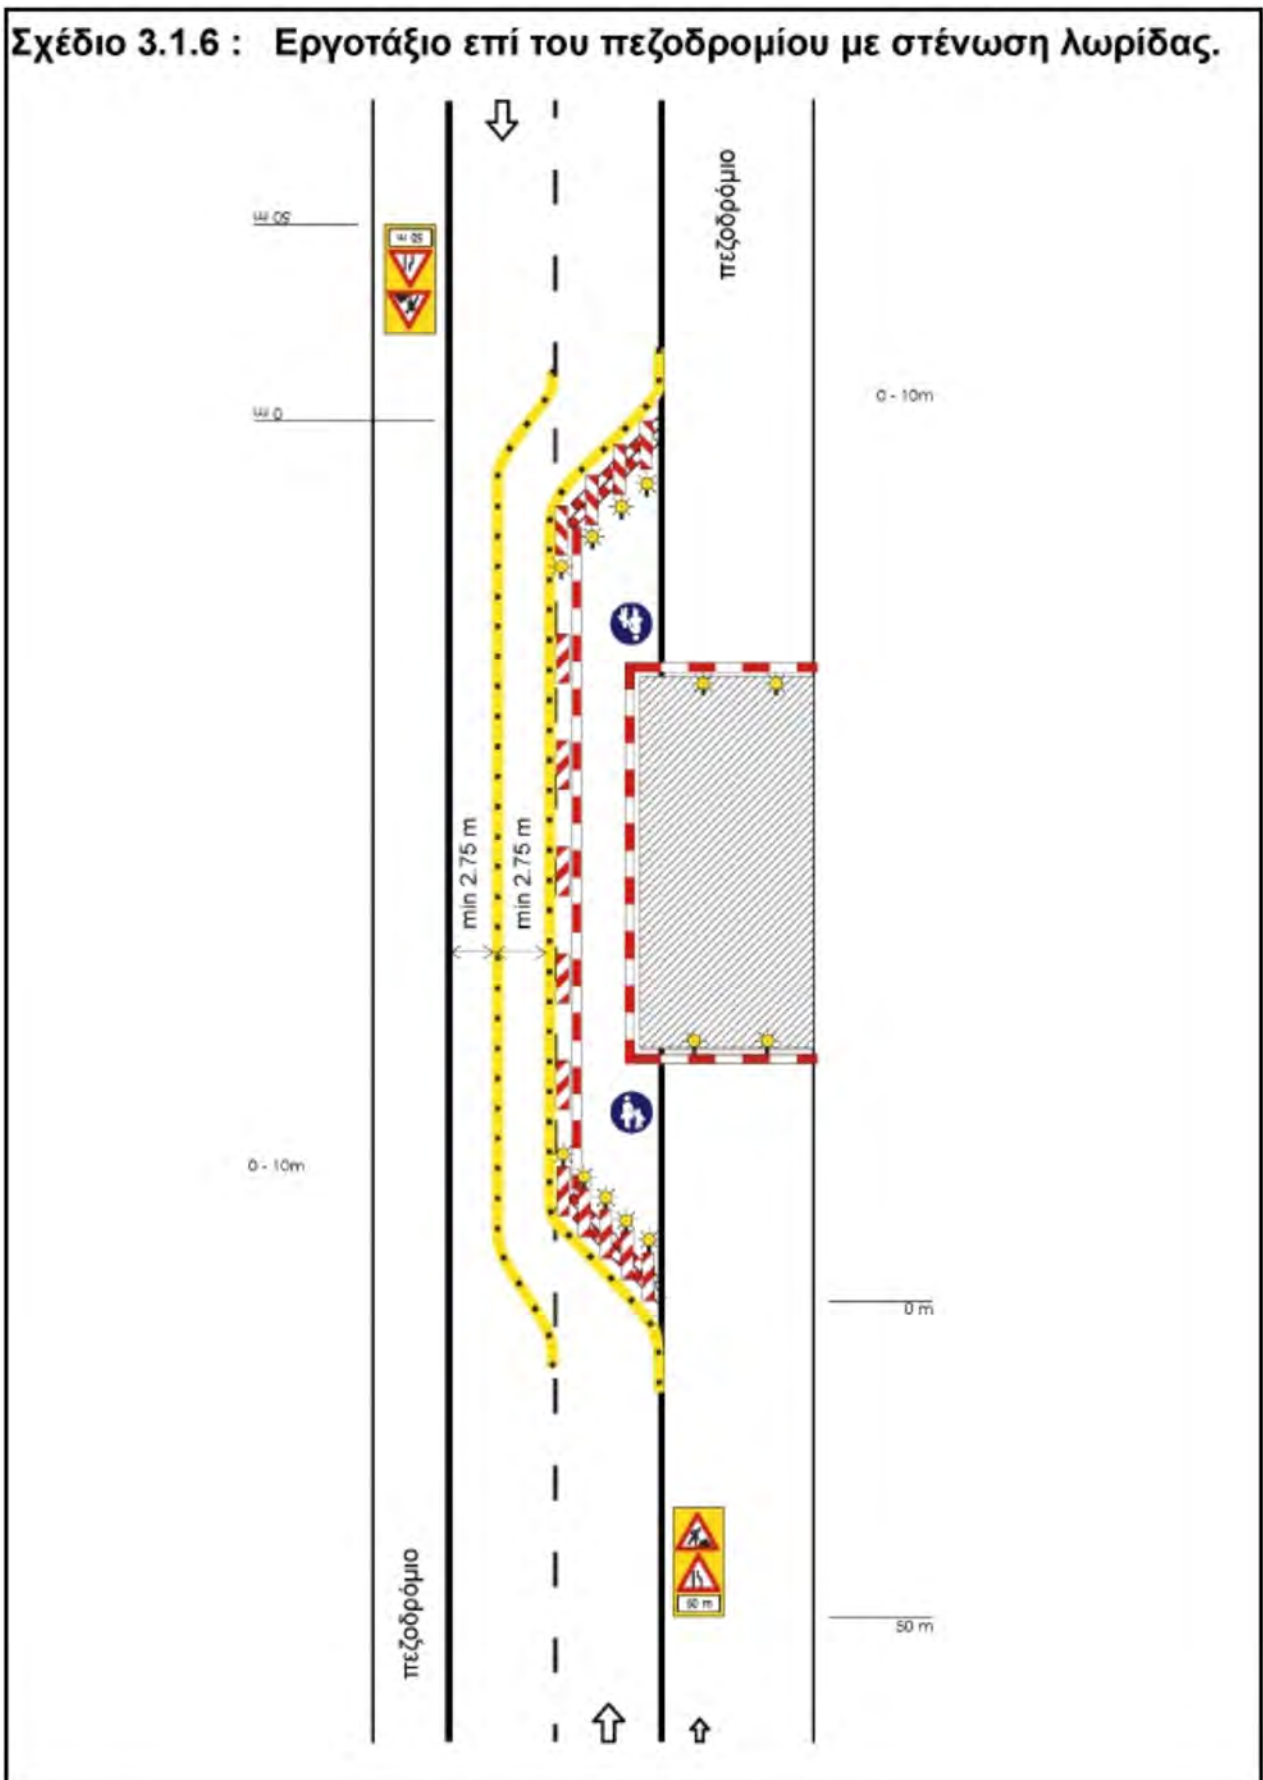 Σχέδιο 3.1.6 : Εργοτάξιο επί του πεζοδρομίου με στένωση λωρίδας.
πεζοδρόμιο
50 m
50 m
0 m
0 - 10m
min 2.75 m
min 2.75 m
0 - 10m
0 m
πεζοδρόμιο
50 m
50 m